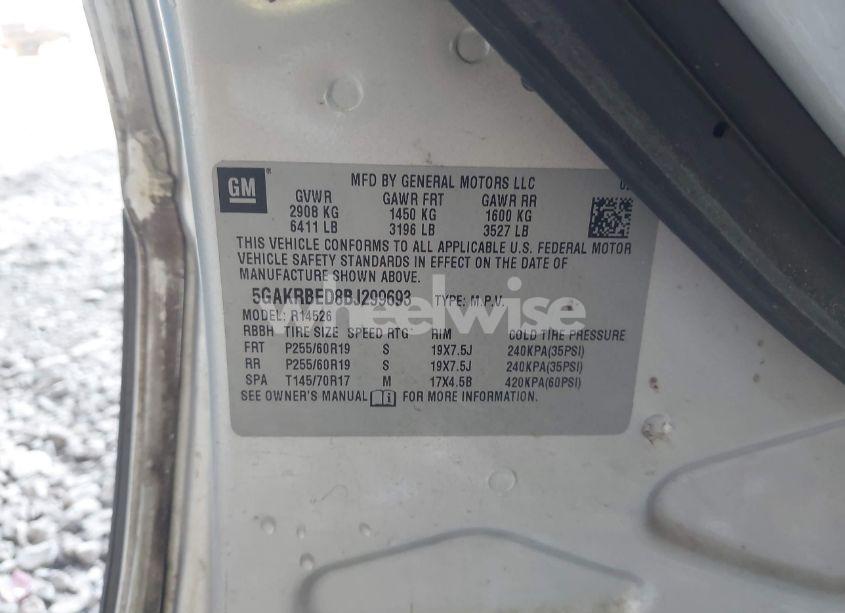 GM
MFD BY GENERAL MOTORS LLC
GVWR GAWR FRT GAWR RR
2908 KG 1450 KG 1600 KG
6411 LB 3196 LB 3527 LB
THIS VEHICLE CONFORMS TO ALL APPLICABLE U.S. FEDERAL MOTOR
VEHICLE SAFETY STANDARDS IN EFFECT ON THE DATE OF
MANUFACTURE SHOWN ABOVE.
5GAKRBED8BJ299693 TYPE: M.P.V.
wheelwise
MODEL: R14526
RBBH TIRE SIZE SPEED RTG RIM COLD TIRE PRESSURE
FRT P255/60R19 S 19X7.5J 240KPA(35PSI)
RR P255/60R19 S 19X7.5J 240KPA(35PSI)
SPA T145/70R17 M 17X4.5B 420KPA(60PSI)
SEE OWNER'S MANUAL FOR MORE INFORMATION.